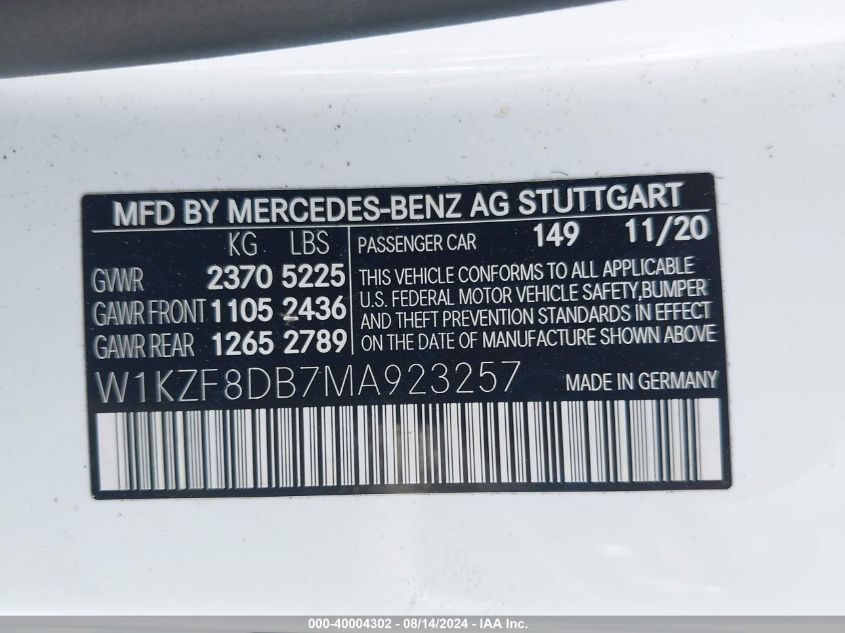 MFD BY MERCEDES-BENZ AG STUTTGART
KG LBS
GVWR 2370 5225
GAWR FRONT 1105 2436
GAWR REAR 1265 2789
PASSENGER CAR 149 11/20
THIS VEHICLE CONFORMS TO ALL APPLICABLE
U.S. FEDERAL MOTOR VEHICLE SAFETY,BUMPER
AND THEFT PREVENTION STANDARDS IN EFFECT
ON THE DATE OF MANUFACTURE SHOWN ABOVE
W1KZF8DB7MA923257 MADE IN GERMANY
000-40004302 - 08/14/2024 - IAA Inc.